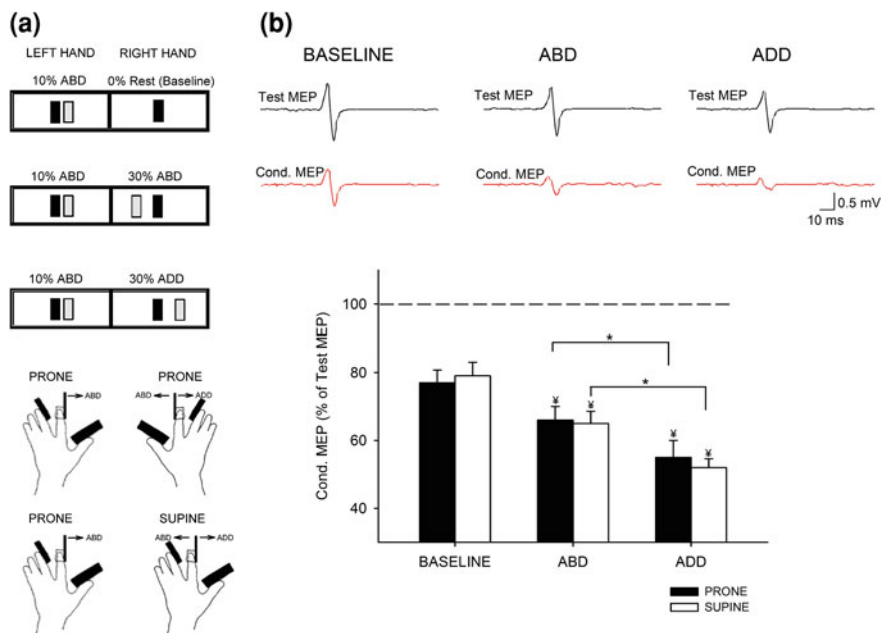 (a)
LEFT HAND RIGHT HAND
10% ABD 0% Rest (Baseline)
10% ABD 30% ABD
10% ABD 30% ADD
PRONE PRONE
ABD ABD ADD
PRONE SUPINE
ABD ABD ADD
(b)
BASELINE ABD ADD
Test MEP Test MEP Test MEP
Cond. MEP Cond. MEP Cond. MEP
0.5 mV
10 ms
Cond. MEP (% of Test MEP)
100
80
60
40
*
*
¥ ¥
¥ ¥
BASELINE ABD ADD
PRONE
SUPINE